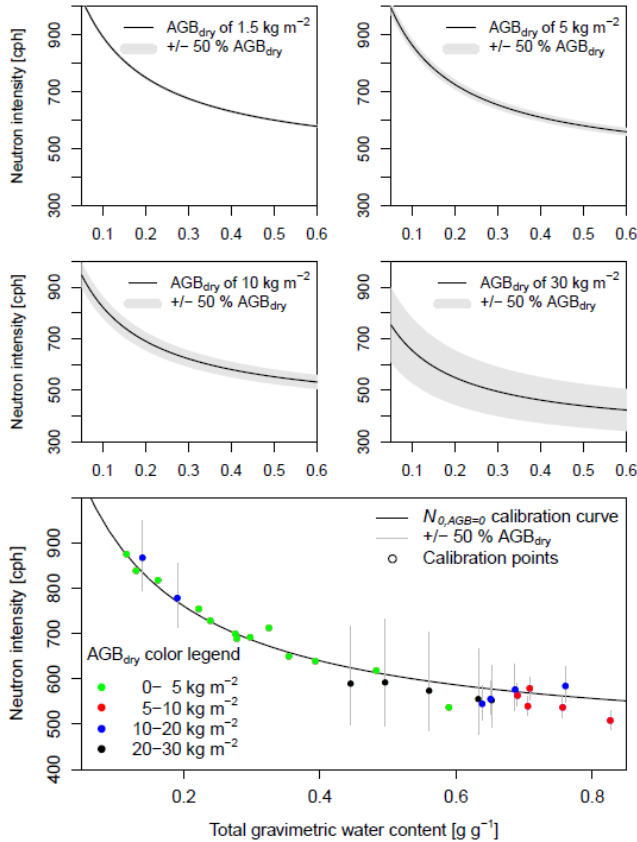 AGBdry of 1.5 kg m−2
+/− 50 % AGBdry
Neutron intensity [cph]
300 500 700 900
0.1 0.2 0.3 0.4 0.5 0.6
AGBdry of 5 kg m−2
+/− 50 % AGBdry
300 500 700 900
0.1 0.2 0.3 0.4 0.5 0.6
AGBdry of 10 kg m−2
+/− 50 % AGBdry
Neutron intensity [cph]
300 500 700 900
0.1 0.2 0.3 0.4 0.5 0.6
AGBdry of 30 kg m−2
+/− 50 % AGBdry
300 500 700 900
0.1 0.2 0.3 0.4 0.5 0.6
N0,AGB=0 calibration curve
+/− 50 % AGBdry
Calibration points
Neutron intensity [cph]
400 500 600 700 800 900
AGBdry color legend
0− 5 kg m−2
5−10 kg m−2
10−20 kg m−2
20−30 kg m−2
0.2 0.4 0.6 0.8
Total gravimetric water content [g g−1]